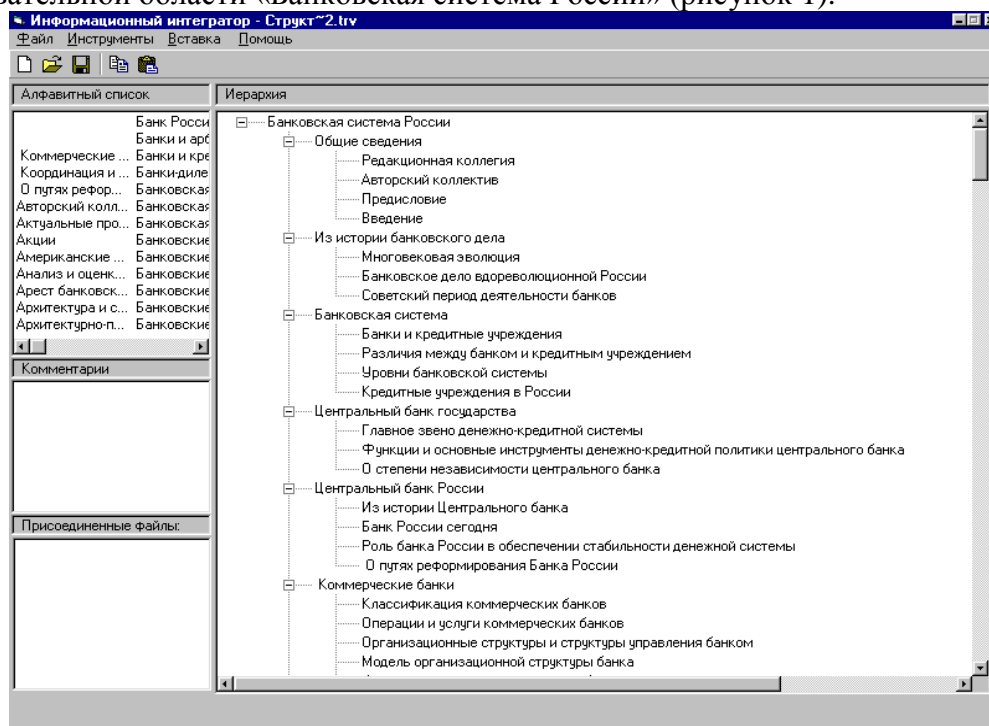 вательной области «Банковская система России» (рисунок 1).
Информационный интегратор - Структ~2.trv
Файл Инструменты Вставка Помощь
Алфавитный список
Банк Росси
Банки и арб
Коммерческие ... Банки и кре
Координация и ... Банки-диле
О путях рефор... Банковская
Авторский колл... Банковская
Актуальные про... Банковская
Акции Банковские
Американские ... Банковские
Анализ и оценк... Банковские
Арест банковск... Банковские
Архитектура и с... Банковские
Архитектурно-п... Банковские
Комментарии
Присоединенные файлы:
Иерархия
Банковская система России
Общие сведения
Редакционная коллегия
Авторский коллектив
Предисловие
Введение
Из истории банковского дела
Многовековая эволюция
Банковское дело вдореволюционной России
Советский период деятельности банков
Банковская система
Банки и кредитные учреждения
Различия между банком и кредитным учреждением
Уровни банковской системы
Кредитные учреждения в России
Центральный банк государства
Главное звено денежно-кредитной системы
Функции и основные инструменты денежно-кредитной политики центрального банка
О степени независимости центрального банка
Центральный банк России
Из истории Центрального банка
Банк России сегодня
Роль банка России в обеспечении стабильности денежной системы
О путях реформирования Банка России
Коммерческие банки
Классификация коммерческих банков
Операции и услуги коммерческих банков
Организационные структуры и структуры управления банком
Модель организационной структуры банка